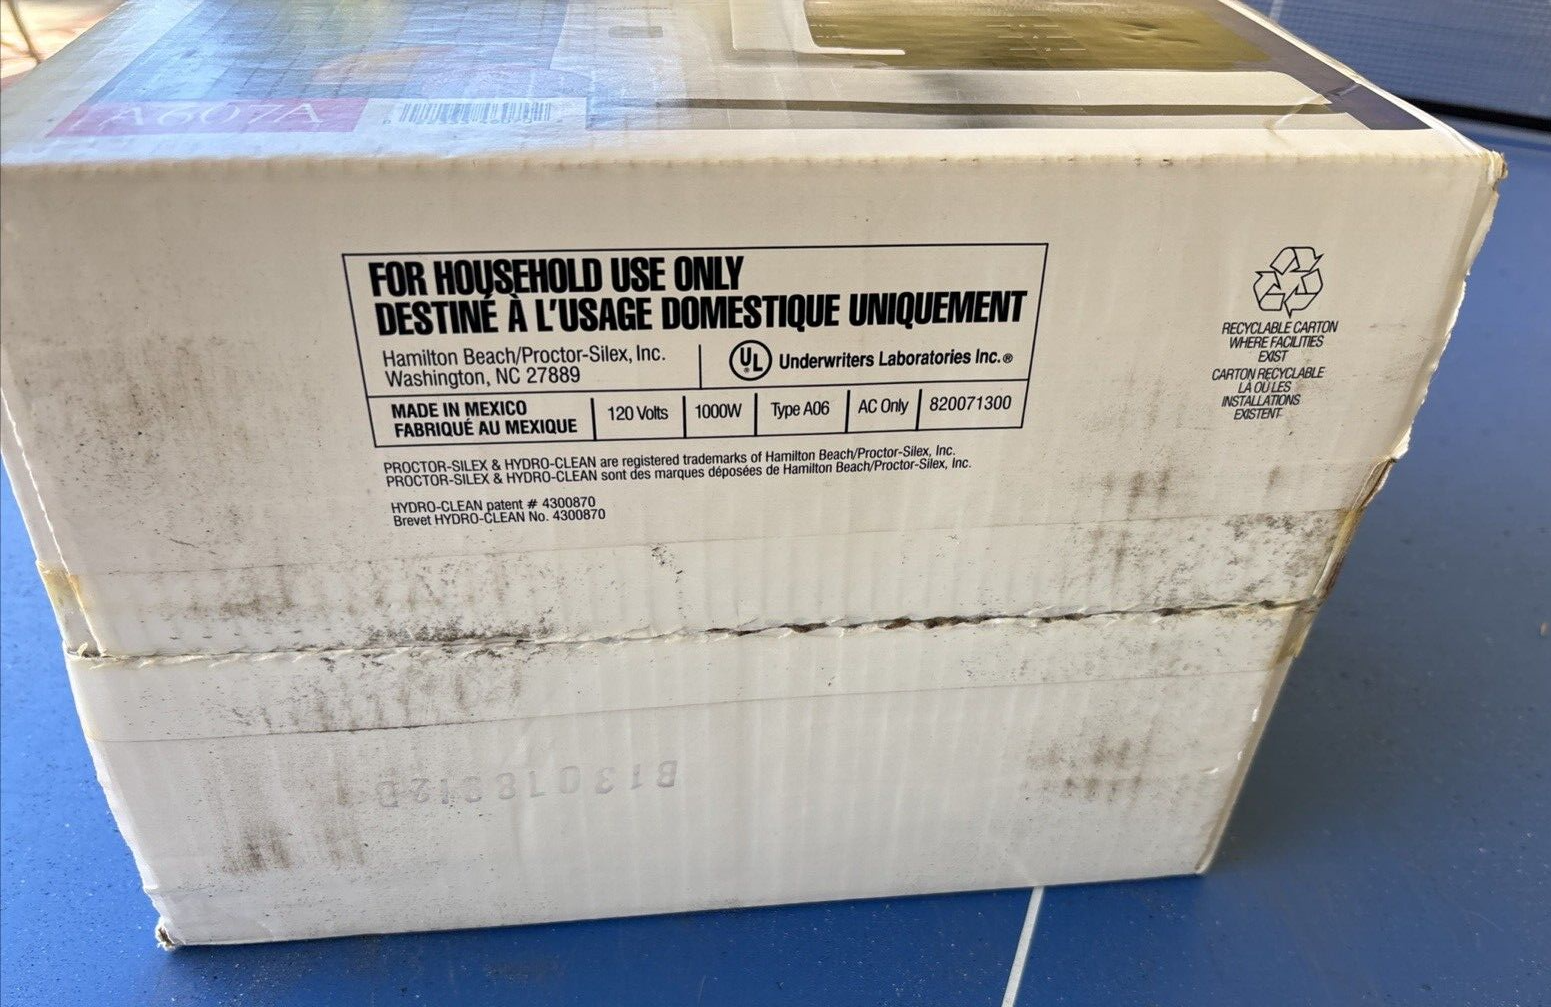 A607A
FOR HOUSEHOLD USE ONLY
DESTINÉ À L'USAGE DOMESTIQUE UNIQUEMENT
Hamilton Beach/Proctor-Silex, Inc.
Washington, NC 27889
UL Underwriters Laboratories Inc.®
MADE IN MEXICO
FABRIQUÉ AU MEXIQUE
120 Volts
1000W
Type A06
AC Only
820071300
PROCTOR-SILEX & HYDRO-CLEAN are registered trademarks of Hamilton Beach/Proctor-Silex, Inc.
PROCTOR-SILEX & HYDRO-CLEAN sont des marques déposées de Hamilton Beach/Proctor-Silex, Inc.
HYDRO-CLEAN patent # 4300870
Brevet HYDRO-CLEAN No. 4300870
RECYCLABLE CARTON
WHERE FACILITIES
EXIST
CARTON RECYCLABLE
LÀ OÙ LES
INSTALLATIONS
EXISTENT